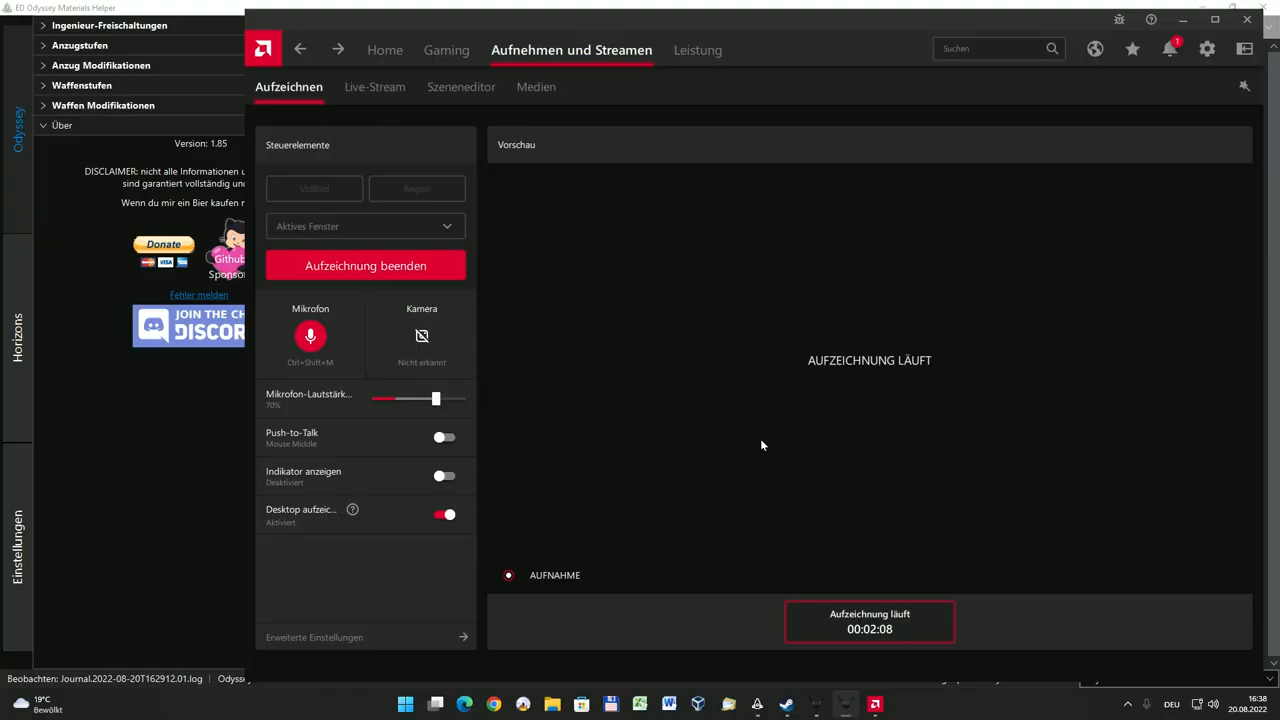 ED Odyssey Materials Helper
Ingenieur-Freischaltungen
Anzugstufen
Anzug Modifikationen
Waffenstufen
Waffen Modifikationen
Über
Version: 1.85
DISCLAIMER: nicht alle Informationen
sind garantiert vollständig
Wenn du mir ein Bier kaufen
Donate
VISA
Github
Sponsor
Fehler melden
JOIN THE
DISCOR
Odyssey
Horizons
Einstellungen
Beobachten: Journal.2022-08-20T162912.01.log
Home
Gaming
Aufnehmen und Streamen
Leistung
Suchen
1
Aufzeichnen
Live-Stream
Szeneneditor
Medien
Steuerelemente
Vollbild
Region
Aktives Fenster
Aufzeichnung beenden
Mikrofon
Kamera
Ctrl+Shift+M
Nicht erkannt
Mikrofon-Lautstärk...
70%
Push-to-Talk
Mouse Middle
Indikator anzeigen
Deaktiviert
Desktop aufzeic...
Aktiviert
Erweiterte Einstellungen
Vorschau
AUFZEICHNUNG LÄUFT
AUFNAHME
Aufzeichnung läuft
00:02:08
19°C
Bewölkt
DEU
16:38
20.08.2022